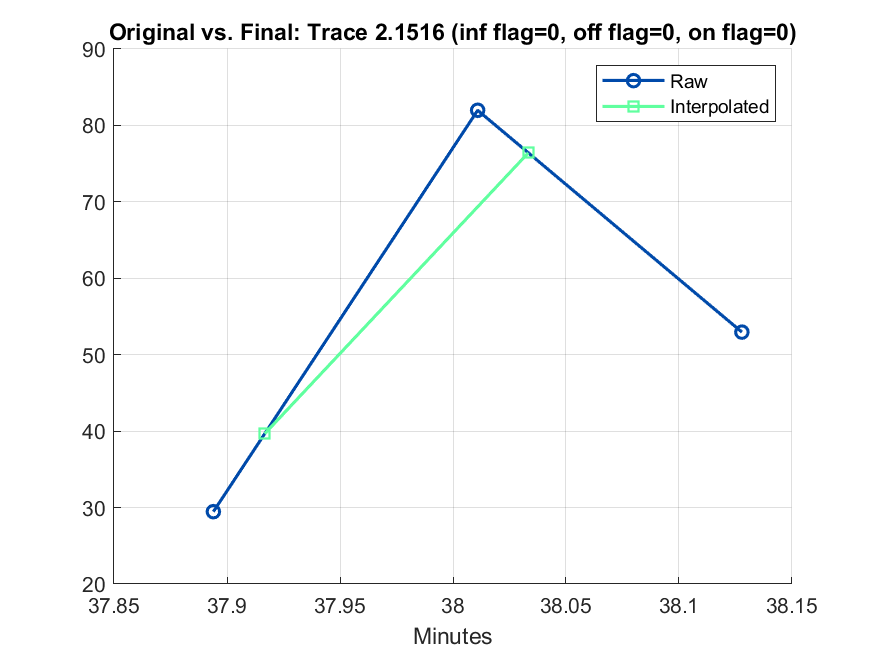 Original vs. Final: Trace 2.1516 (inf flag=0, off flag=0, on flag=0)
90
80
70
60
50
40
30
20
Raw
Interpolated
37.85 37.9 37.95 38 38.05 38.1 38.15
Minutes